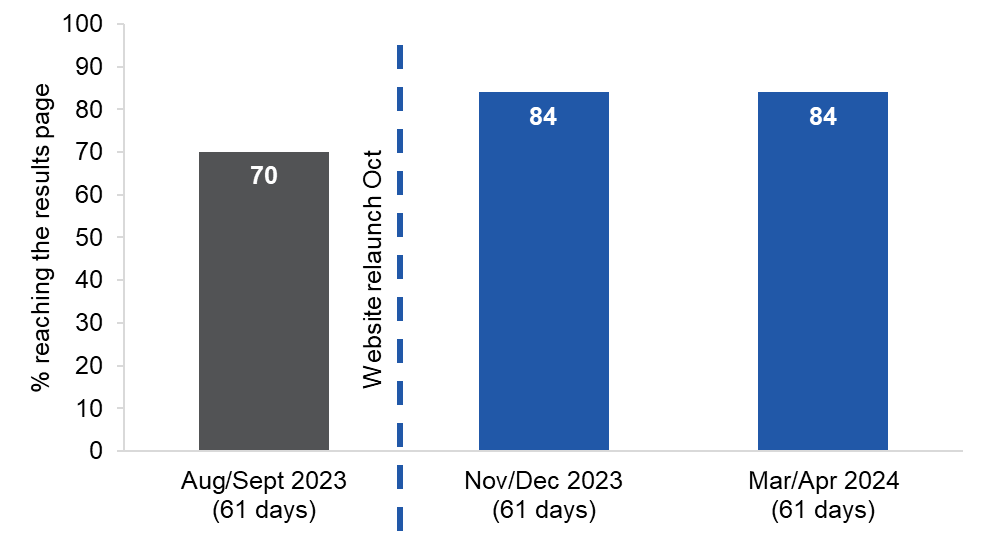 % reaching the results page
100
90
80
70
60
50
40
30
20
10
0
70
Website relaunch Oct
84
84
Aug/Sept 2023
(61 days)
Nov/Dec 2023
(61 days)
Mar/Apr 2024
(61 days)